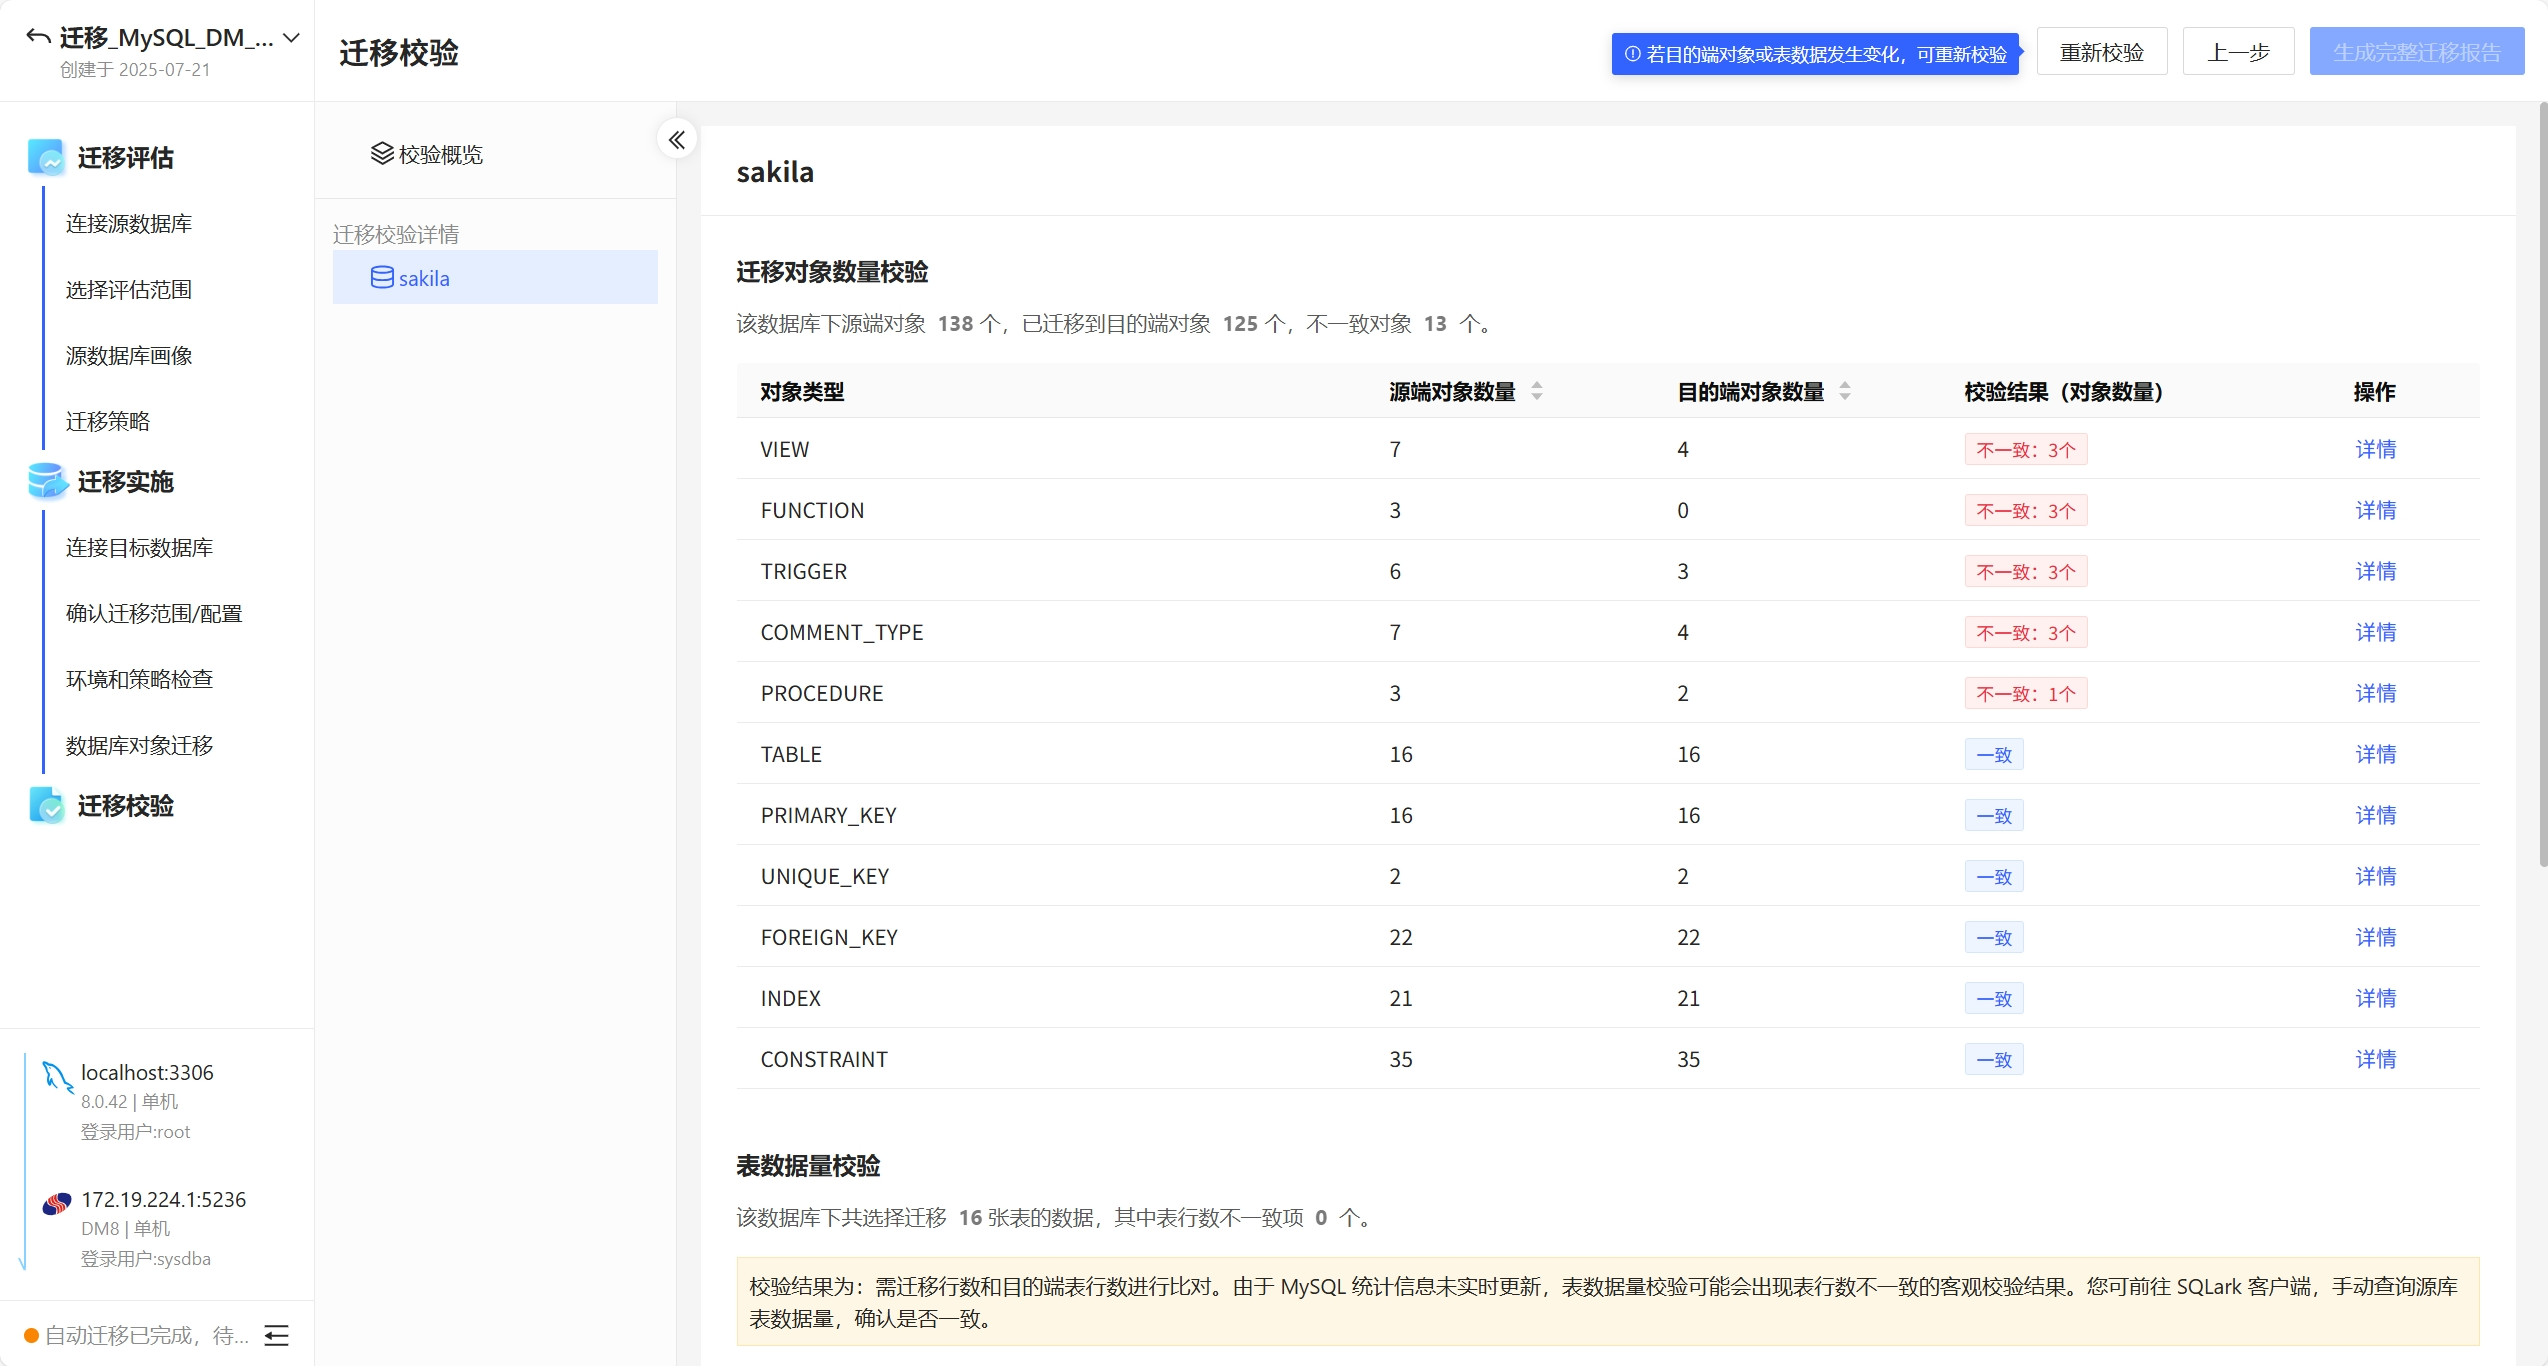 迁移_MySQL_DM_...
创建于 2025-07-21
迁移校验
若目的端对象或表数据发生变化，可重新校验
重新校验
上一步
生成完整迁移报告
迁移评估
连接源数据库
选择评估范围
源数据库画像
迁移策略
迁移实施
连接目标数据库
确认迁移范围/配置
环境和策略检查
数据库对象迁移
迁移校验
localhost:3306
8.0.42 | 单机
登录用户:root
172.19.224.1:5236
DM8 | 单机
登录用户:sysdba
自动迁移已完成，待...
校验概览
迁移校验详情
sakila
sakila
迁移对象数量校验
该数据库下源端对象 138 个，已迁移到目的端对象 125 个，不一致对象 13 个。
对象类型 源端对象数量 目的端对象数量 校验结果（对象数量） 操作
VIEW 7 4 不一致：3个 详情
FUNCTION 3 0 不一致：3个 详情
TRIGGER 6 3 不一致：3个 详情
COMMENT_TYPE 7 4 不一致：3个 详情
PROCEDURE 3 2 不一致：1个 详情
TABLE 16 16 一致 详情
PRIMARY_KEY 16 16 一致 详情
UNIQUE_KEY 2 2 一致 详情
FOREIGN_KEY 22 22 一致 详情
INDEX 21 21 一致 详情
CONSTRAINT 35 35 一致 详情
表数据量校验
该数据库下共选择迁移 16 张表的数据，其中表行数不一致项 0 个。
校验结果为：需迁移行数和目的端表行数进行比对。由于 MySQL 统计信息未实时更新，表数据量校验可能会出现表行数不一致的客观校验结果。您可前往 SQLark 客户端，手动查询源库
表数据量，确认是否一致。